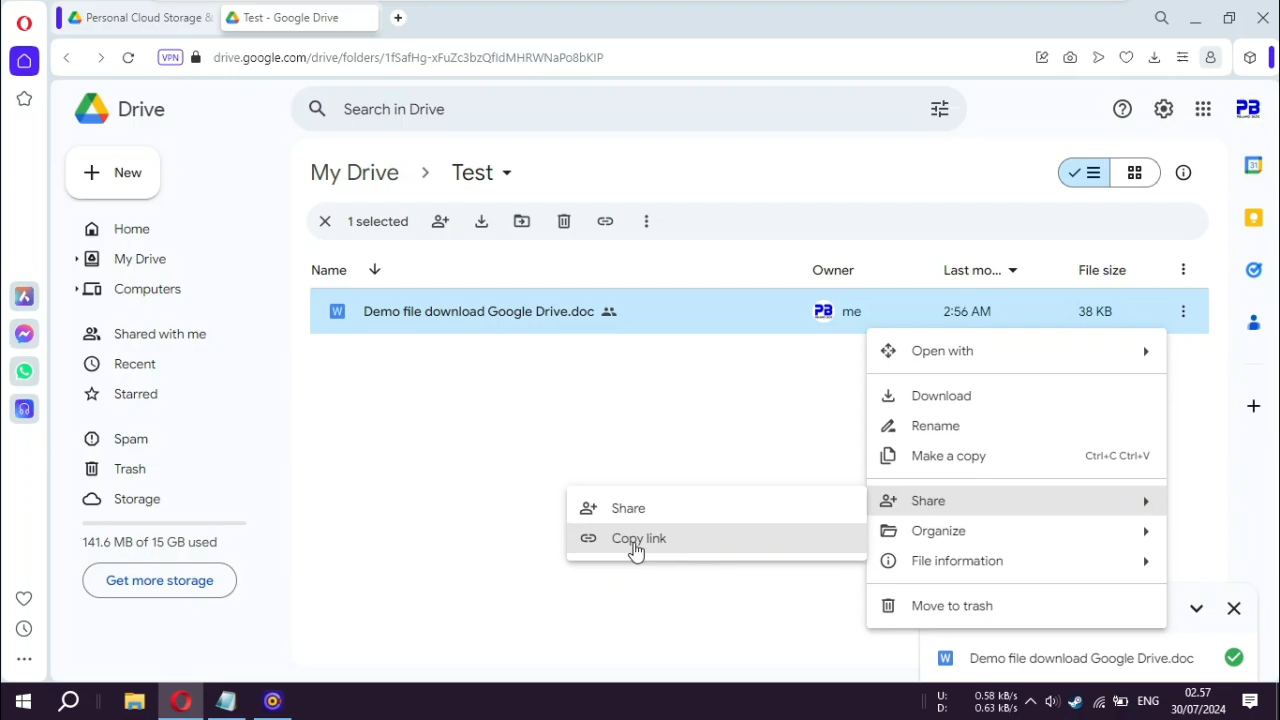 Personal Cloud Storage &
Test - Google Drive
VPN
drive.google.com/drive/folders/1fSafHg-xFuZc3bzQfIdMHRWNaPo8bKIP
Drive
Search in Drive
PB
New
My Drive
Test
1 selected
Home
My Drive
Computers
Shared with me
Recent
Starred
Spam
Trash
Storage
141.6 MB of 15 GB used
Get more storage
Name
Owner
Last mo...
File size
W
Demo file download Google Drive.doc
PB
me
2:56 AM
38 KB
31
Open with
Download
Rename
Make a copy
Ctrl+C Ctrl+V
Share
Organize
File information
Move to trash
Share
Copy link
W
Demo file download Google Drive.doc
U:
0.58 kB/s
D:
0.63 kB/s
ENG
02.57
30/07/2024